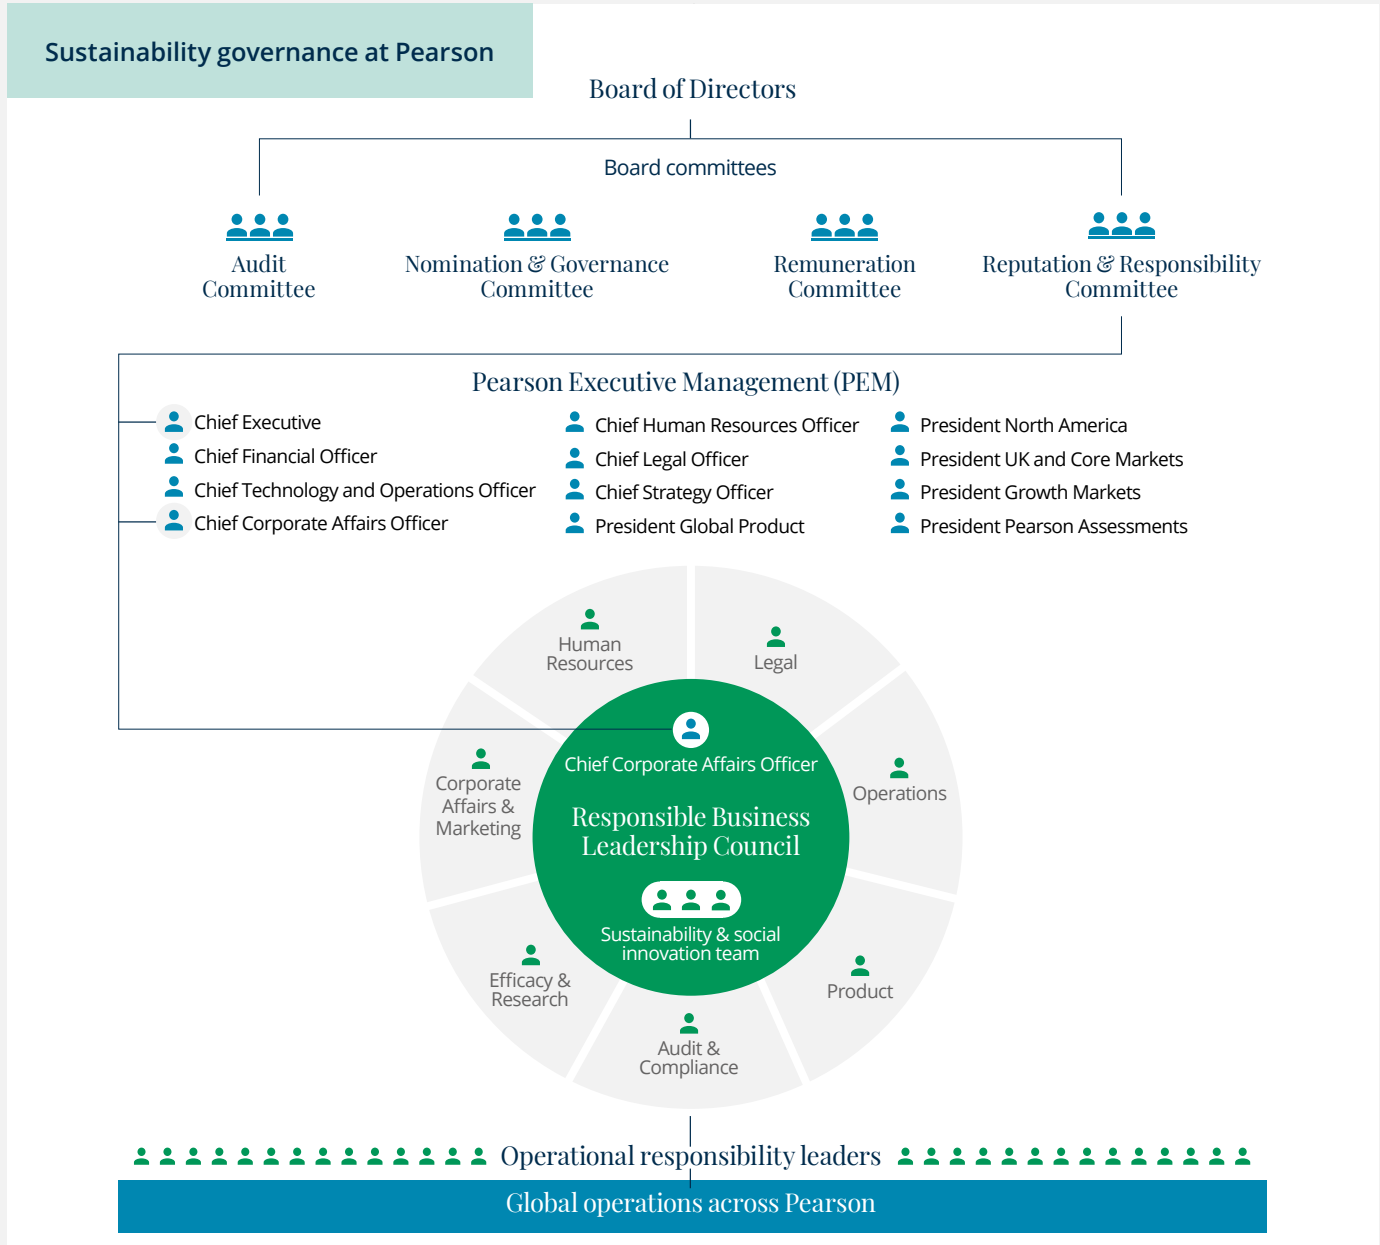 Sustainability governance at Pearson
Board of Directors
Board committees
Audit
Committee
Nomination & Governance
Committee
Remuneration
Committee
Reputation & Responsibility
Committee
Pearson Executive Management (PEM)
Chief Executive
Chief Financial Officer
Chief Technology and Operations Officer
Chief Corporate Affairs Officer
Chief Human Resources Officer
Chief Legal Officer
Chief Strategy Officer
President Global Product
President North America
President UK and Core Markets
President Growth Markets
President Pearson Assessments
Human
Resources
Legal
Corporate
Affairs &
Marketing
Operations
Chief Corporate Affairs Officer
Responsible Business
Leadership Council
Sustainability & social
innovation team
Efficacy &
Research
Product
Audit &
Compliance
Operational responsibility leaders
Global operations across Pearson